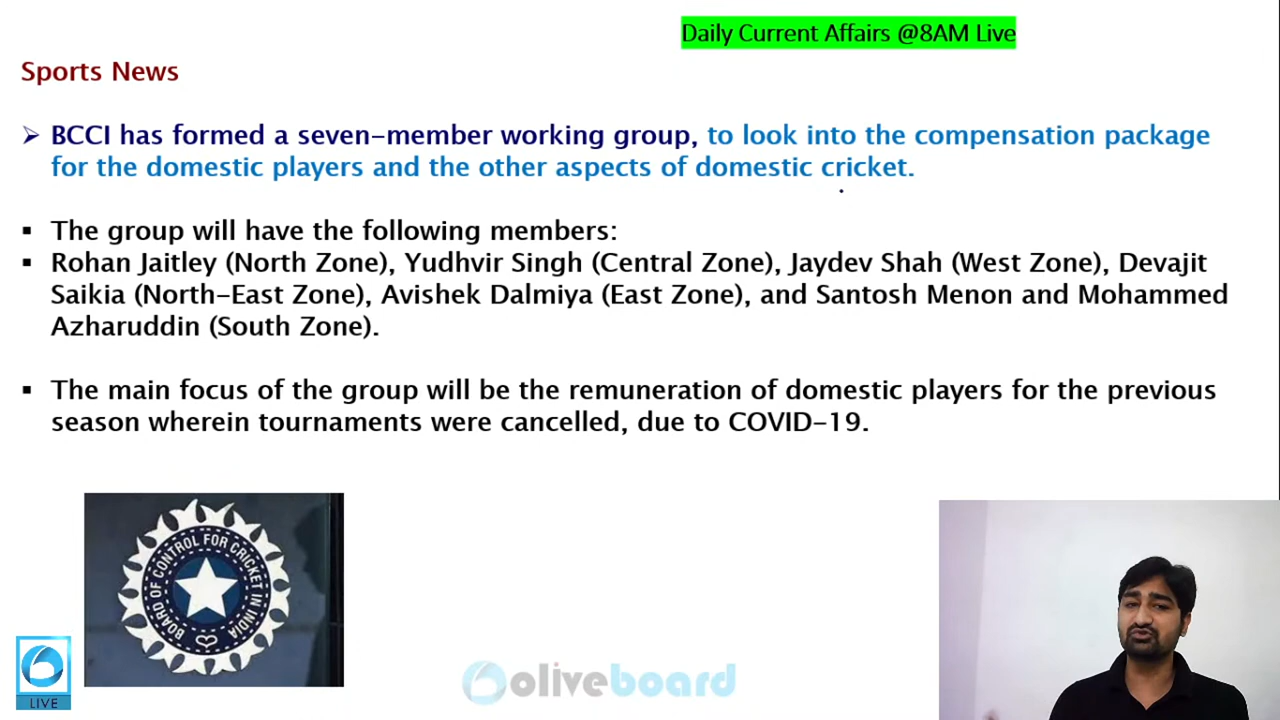 Daily Current Affairs @8AM Live
Sports News
➢ BCCI has formed a seven-member working group, to look into the compensation package
for the domestic players and the other aspects of domestic cricket.
▪ The group will have the following members:
▪ Rohan Jaitley (North Zone), Yudhvir Singh (Central Zone), Jaydev Shah (West Zone), Devajit
Saikia (North-East Zone), Avishek Dalmiya (East Zone), and Santosh Menon and Mohammed
Azharuddin (South Zone).
▪ The main focus of the group will be the remuneration of domestic players for the previous
season wherein tournaments were cancelled, due to COVID-19.
BOARD OF CONTROL FOR CRICKET IN INDIA
LIVE
oliveboard